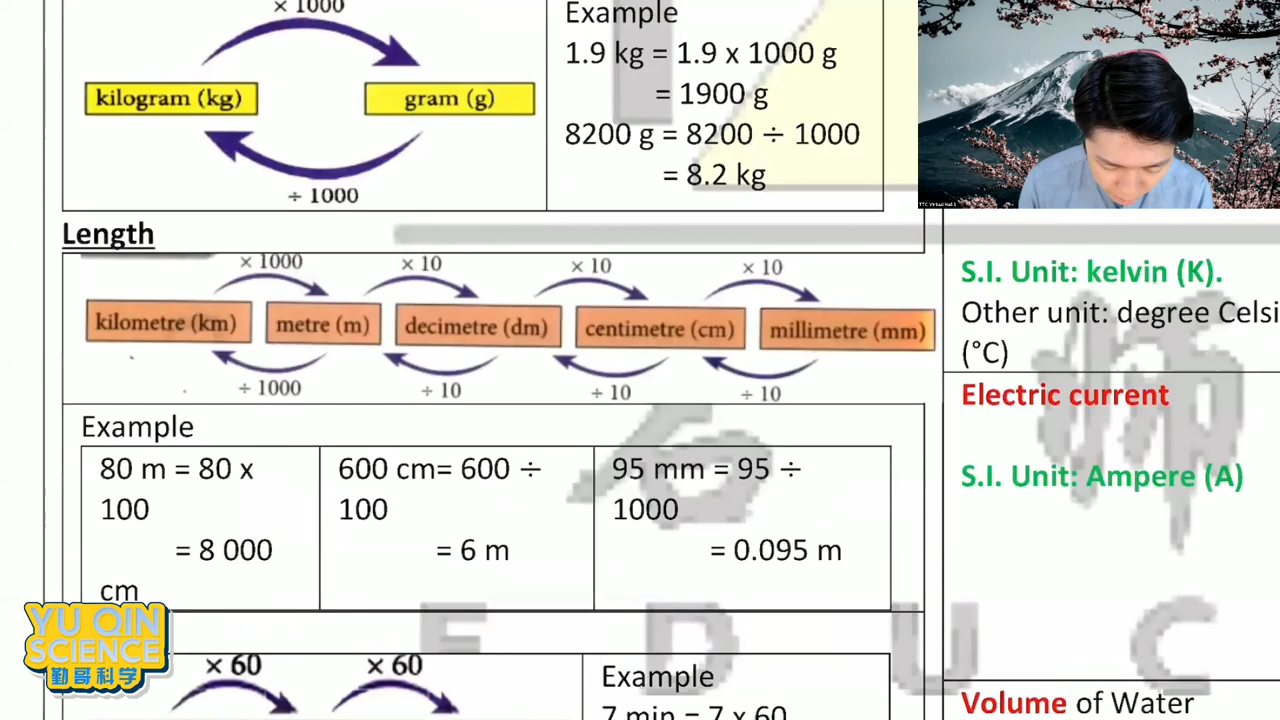 × 1000
kilogram (kg)
gram (g)
÷ 1000
Example
1.9 kg = 1.9 x 1000 g
= 1900 g
8200 g = 8200 ÷ 1000
= 8.2 kg
Length
× 1000
× 10
× 10
× 10
kilometre (km)
metre (m)
decimetre (dm)
centimetre (cm)
millimetre (mm)
÷ 1000
÷ 10
÷ 10
÷ 10
Example
80 m = 80 x
100
= 8 000
cm
600 cm= 600 ÷
100
= 6 m
95 mm = 95 ÷
1000
= 0.095 m
× 60
× 60
Example
7 min = 7 x 60
S.I. Unit: kelvin (K).
Other unit: degree Celsi
(°C)
Electric current
S.I. Unit: Ampere (A)
Volume of Water
E D U C
YU QIN
SCIENCE
勤哥科学